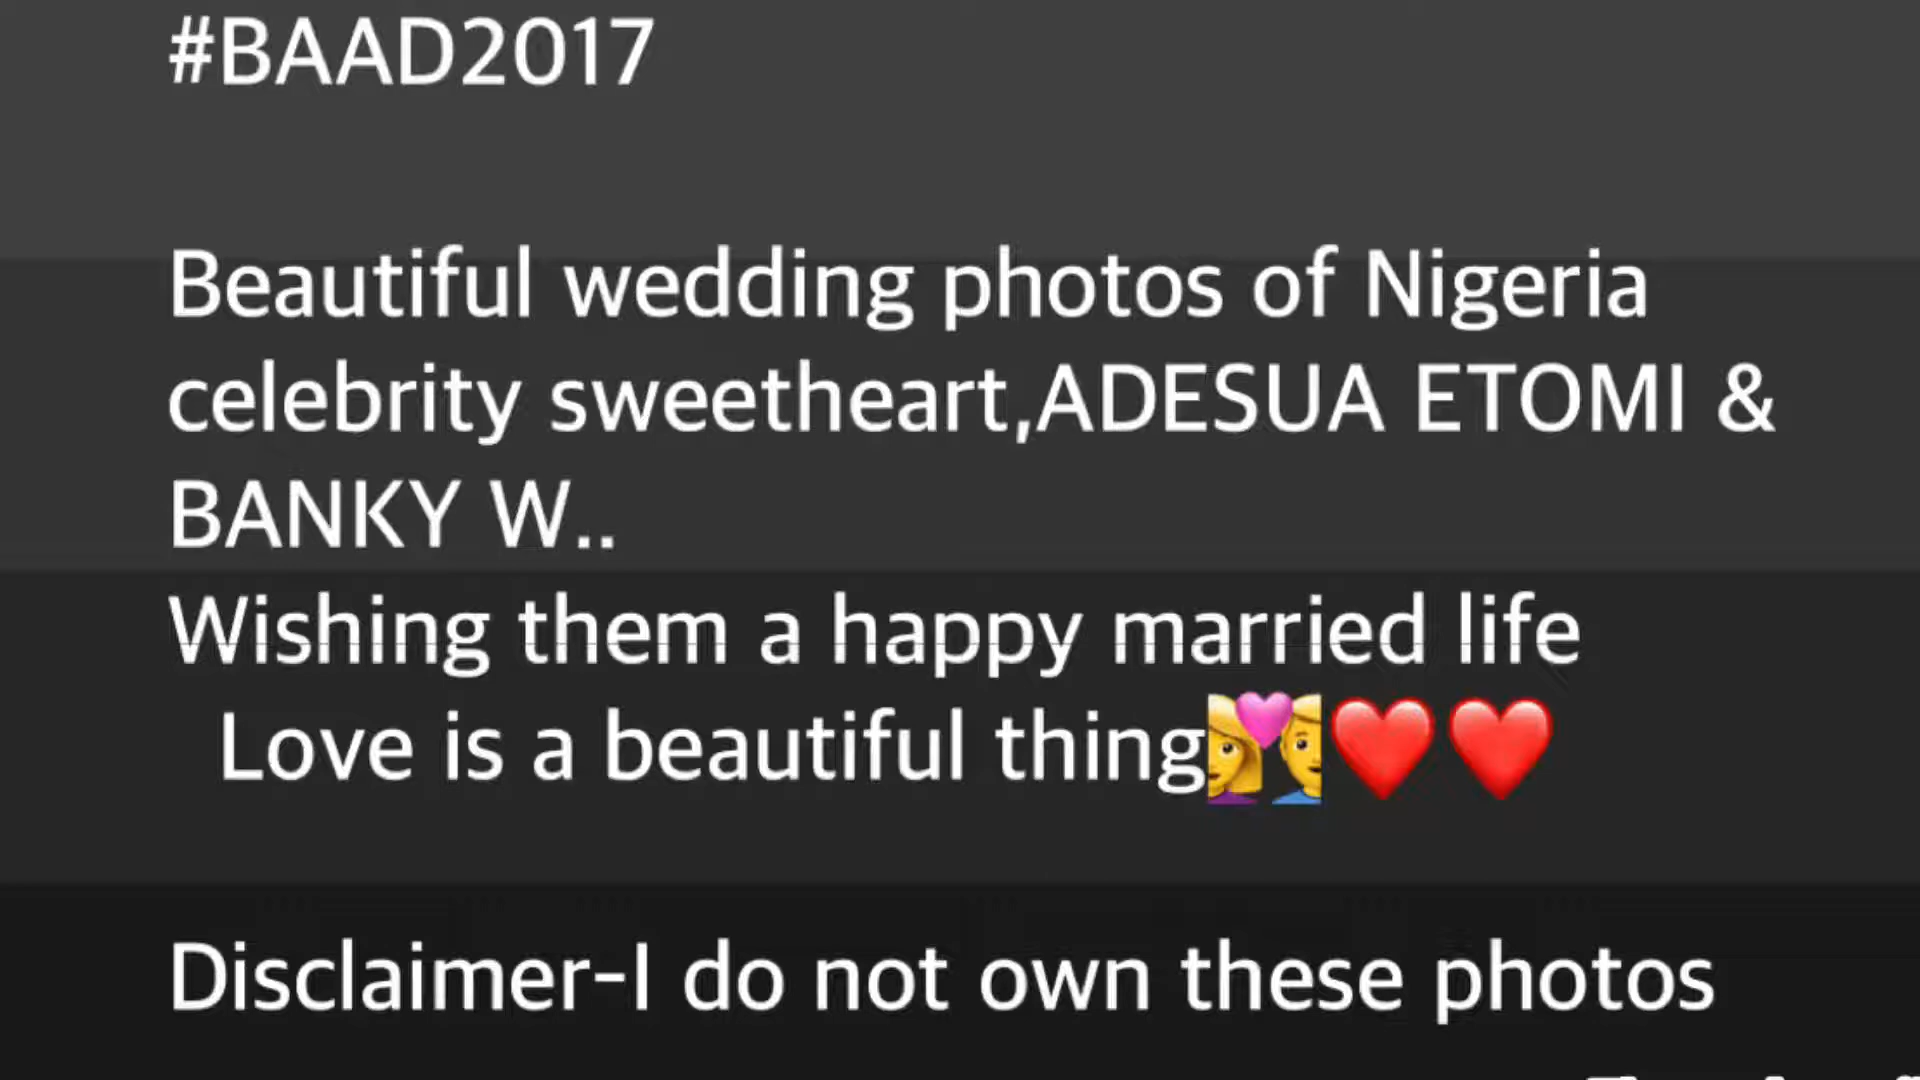 #BAAD2017
Beautiful wedding photos of Nigeria
celebrity sweetheart,ADESUA ETOMI &
BANKY W..
Wishing them a happy married life
Love is a beautiful thing💏❤️❤️
Disclaimer-I do not own these photos